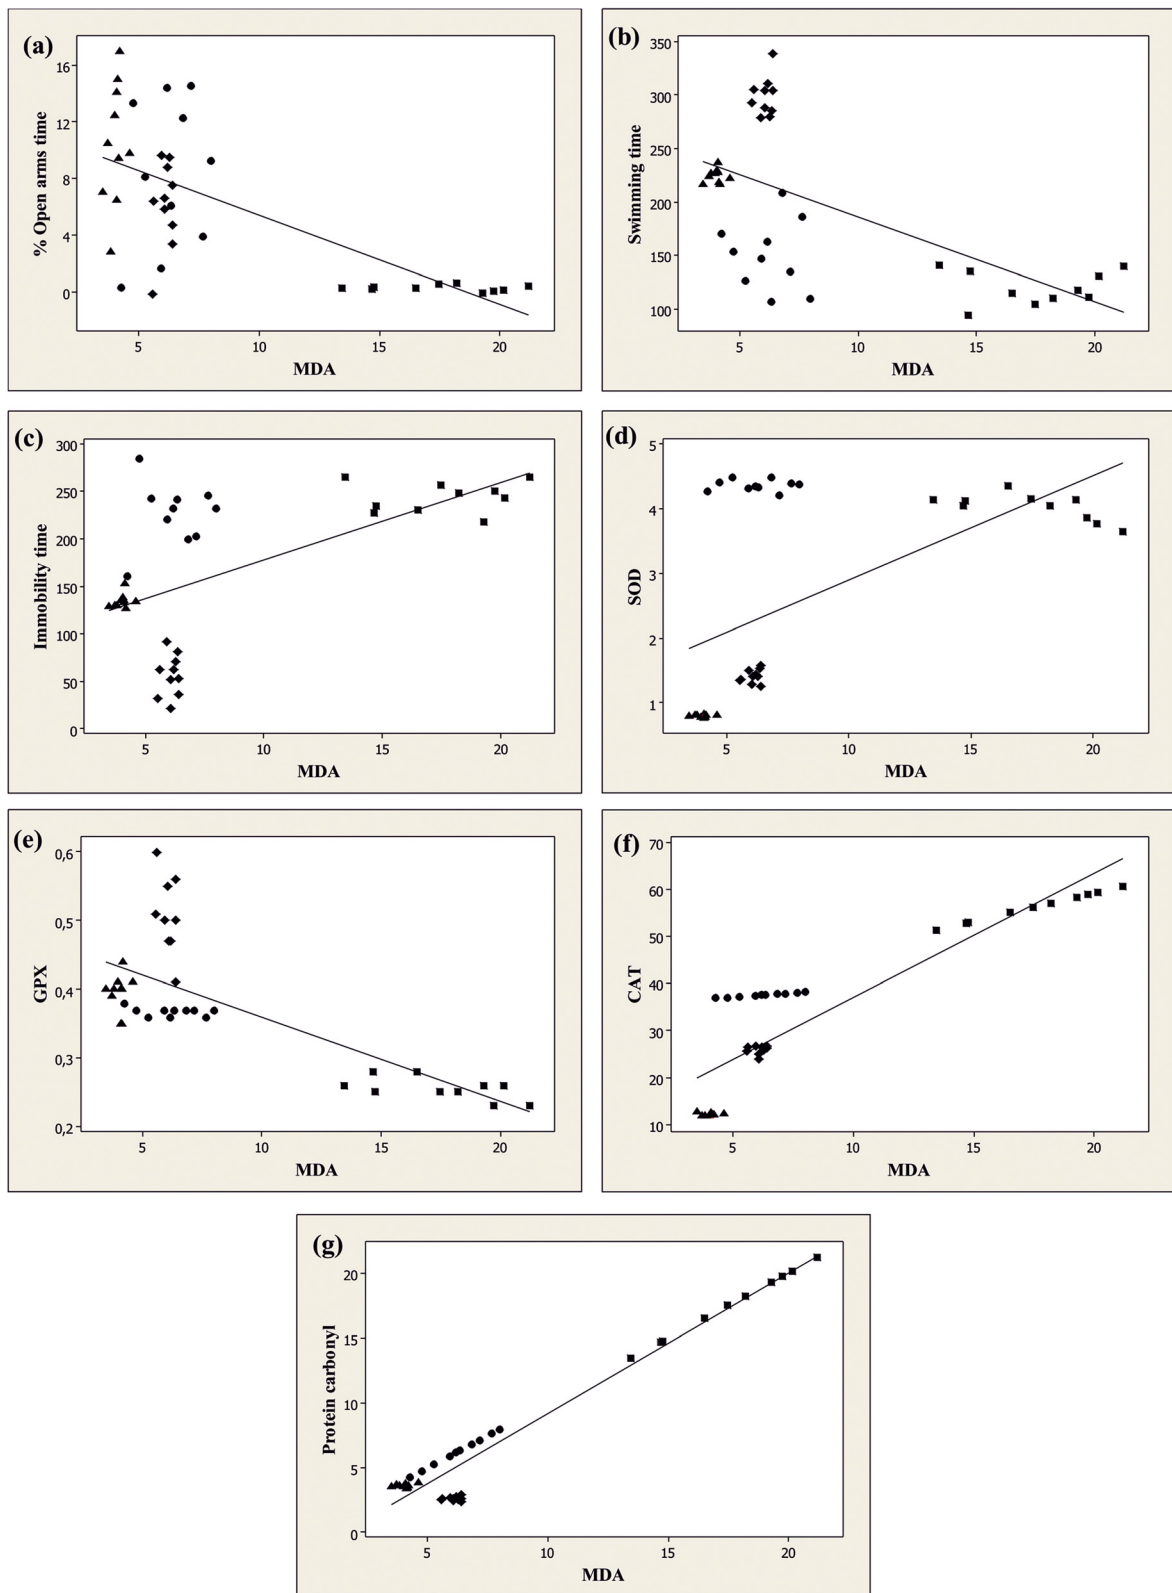 (a)
% Open arms time
16
12
8
4
0
5 10 15 20
MDA
(b)
Swimming time
350
300
250
200
150
100
5 10 15 20
MDA
(c)
Immobility time
300
250
200
150
100
50
0
5 10 15 20
MDA
(d)
SOD
5
4
3
2
1
5 10 15 20
MDA
(e)
GPX
0,6
0,5
0,4
0,3
0,2
5 10 15 20
MDA
(f)
CAT
70
60
50
40
30
20
10
5 10 15 20
MDA
(g)
Protein carbonyl
20
15
10
5
0
5 10 15 20
MDA